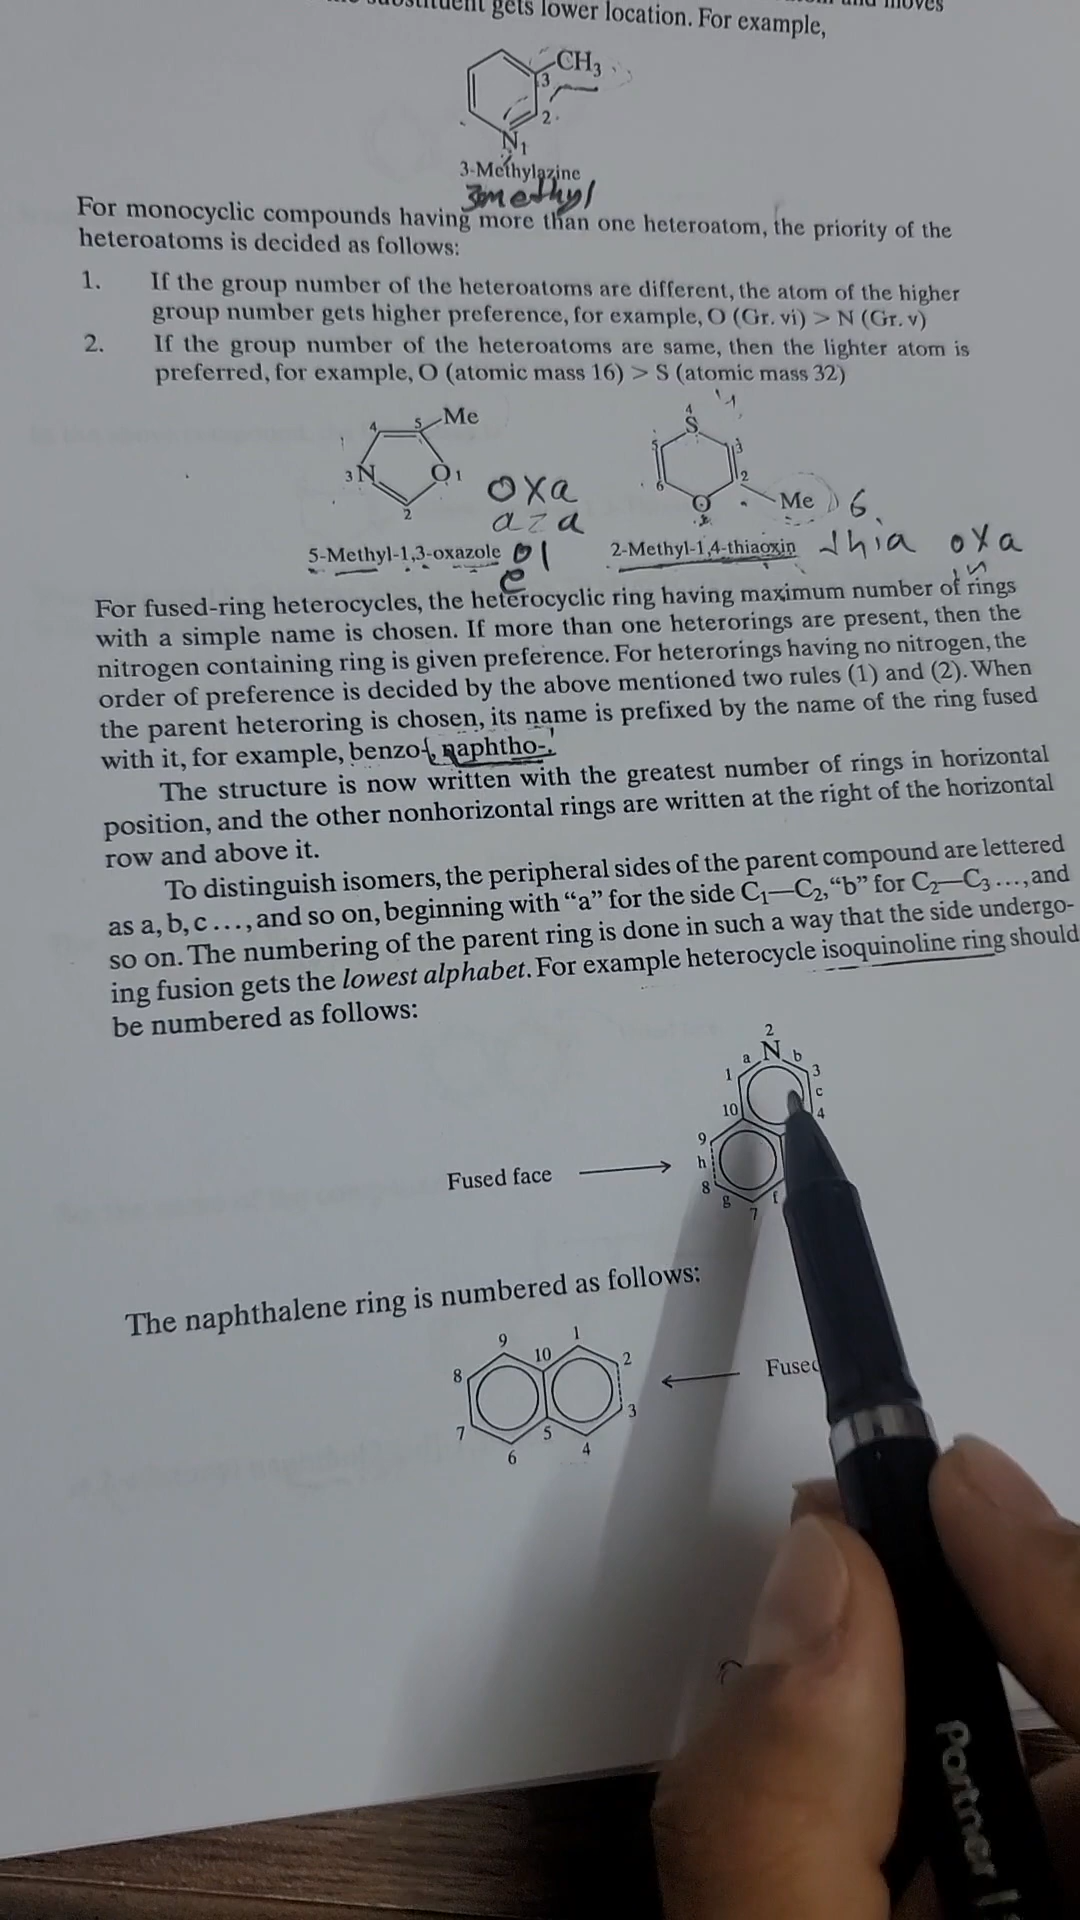 gets lower location. For example,
CH3
3
2
N1
3-Methylazine
3methyl
For monocyclic compounds having more than one heteroatom, the priority of the
heteroatoms is decided as follows:
1. If the group number of the heteroatoms are different, the atom of the higher
group number gets higher preference, for example, O (Gr. vi) > N (Gr. v)
2. If the group number of the heteroatoms are same, then the lighter atom is
preferred, for example, O (atomic mass 16) > S (atomic mass 32)
4 5 Me
3 N O 1
2
oxa
aza
4
S
5 3
6 2
O Me 6
5-Methyl-1,3-oxazole ol
e
2-Methyl-1,4-thiaoxin thia oxa
in
For fused-ring heterocycles, the heterocyclic ring having maximum number of rings
with a simple name is chosen. If more than one heterorings are present, then the
nitrogen containing ring is given preference. For heterorings having no nitrogen, the
order of preference is decided by the above mentioned two rules (1) and (2). When
the parent heteroring is chosen, its name is prefixed by the name of the ring fused
with it, for example, benzo-, naphtho-.
The structure is now written with the greatest number of rings in horizontal
position, and the other nonhorizontal rings are written at the right of the horizontal
row and above it.
To distinguish isomers, the peripheral sides of the parent compound are lettered
as a, b, c . . . , and so on, beginning with “a” for the side C1—C2, “b” for C2—C3 . . . , and
so on. The numbering of the parent ring is done in such a way that the side undergo-
ing fusion gets the lowest alphabet. For example heterocycle isoquinoline ring should
be numbered as follows:
2
a N b
1 3
c
10 4
9
h
8
g f
7
Fused face
The naphthalene ring is numbered as follows:
9 1
10 2
8
3
7 5
6 4
Partner